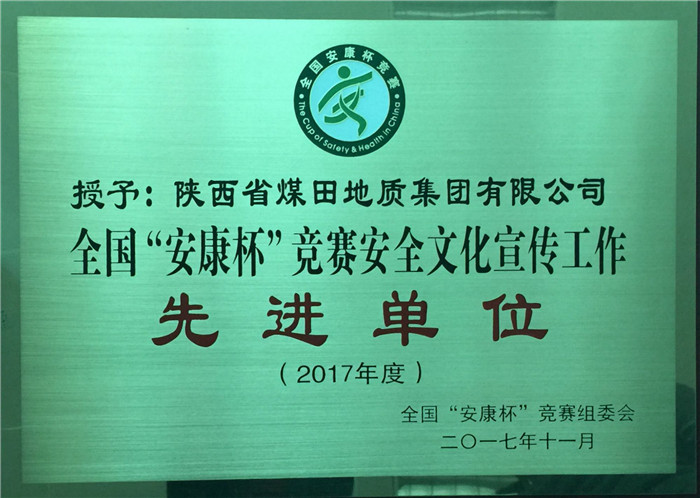 全国安康杯竞赛
The Cup of Safety & Health in China
授予：陕西省煤田地质集团有限公司
全国“安康杯”竞赛安全文化宣传工作
先进单位
（2017年度）
全国“安康杯”竞赛组委会
二〇一七年十一月